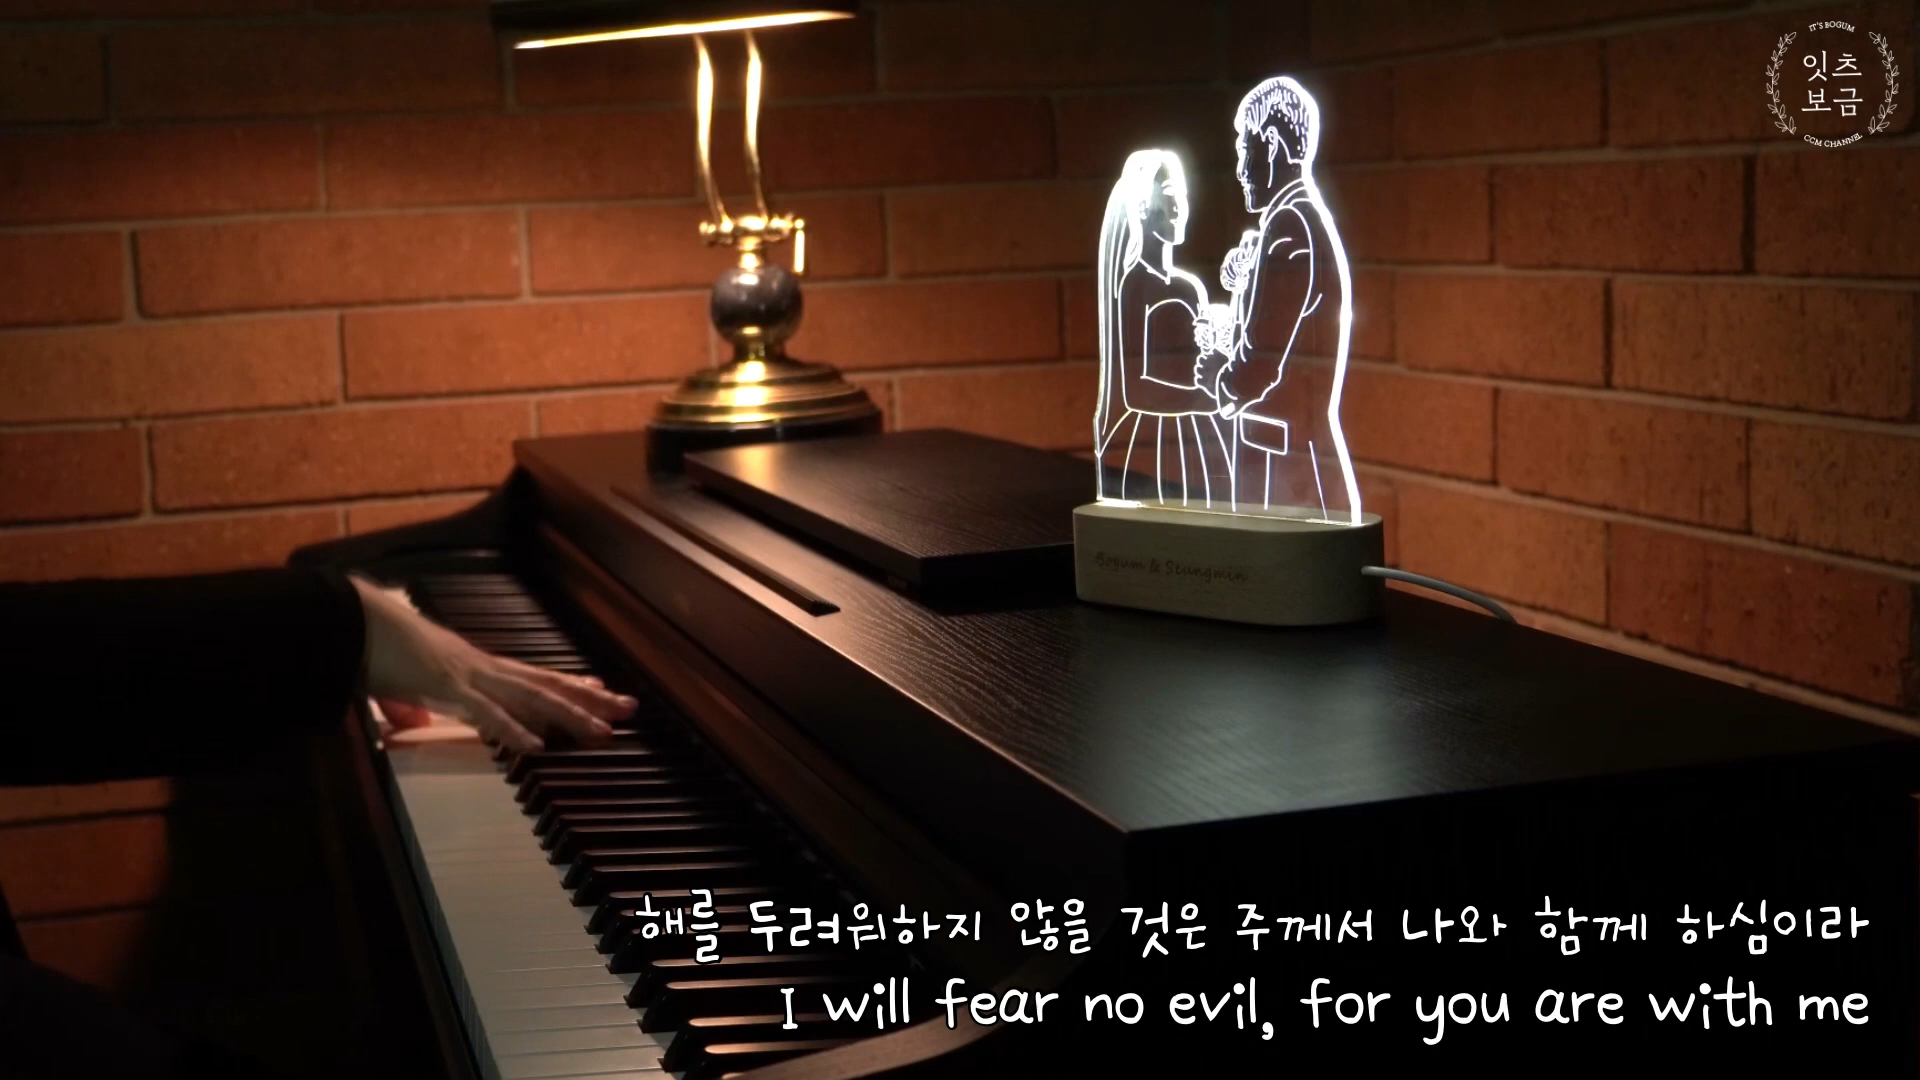 IT'S BOGUM
잇츠
보금
CCM CHANNEL
Bogum & Seungmin
해를 두려워하지 않을 것은 주께서 나와 함께 하심이라
I will fear no evil, for you are with me